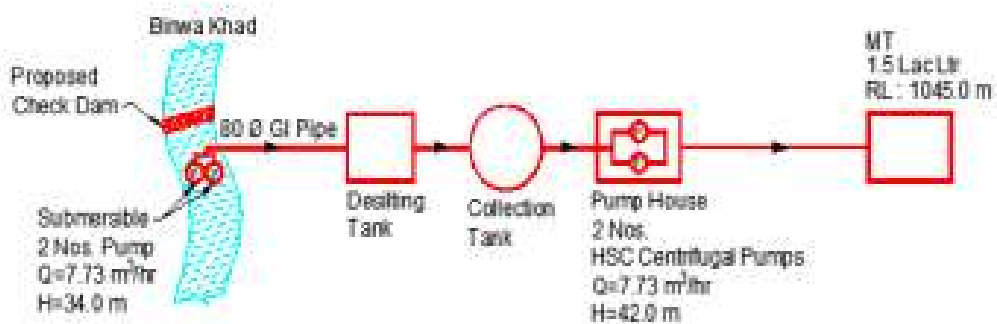 Binwa Khad
Proposed
Check Dam
80 Ø GI Pipe
Submersible
2 Nos. Pump
Q=7.73 m³/hr
H=34.0 m
Desilting
Tank
Collection
Tank
Pump House
2 Nos.
HSC Centrifugal Pumps
Q=7.73 m³/hr
H=42.0 m
MT
1.5 Lac Ltr
RL : 1045.0 m